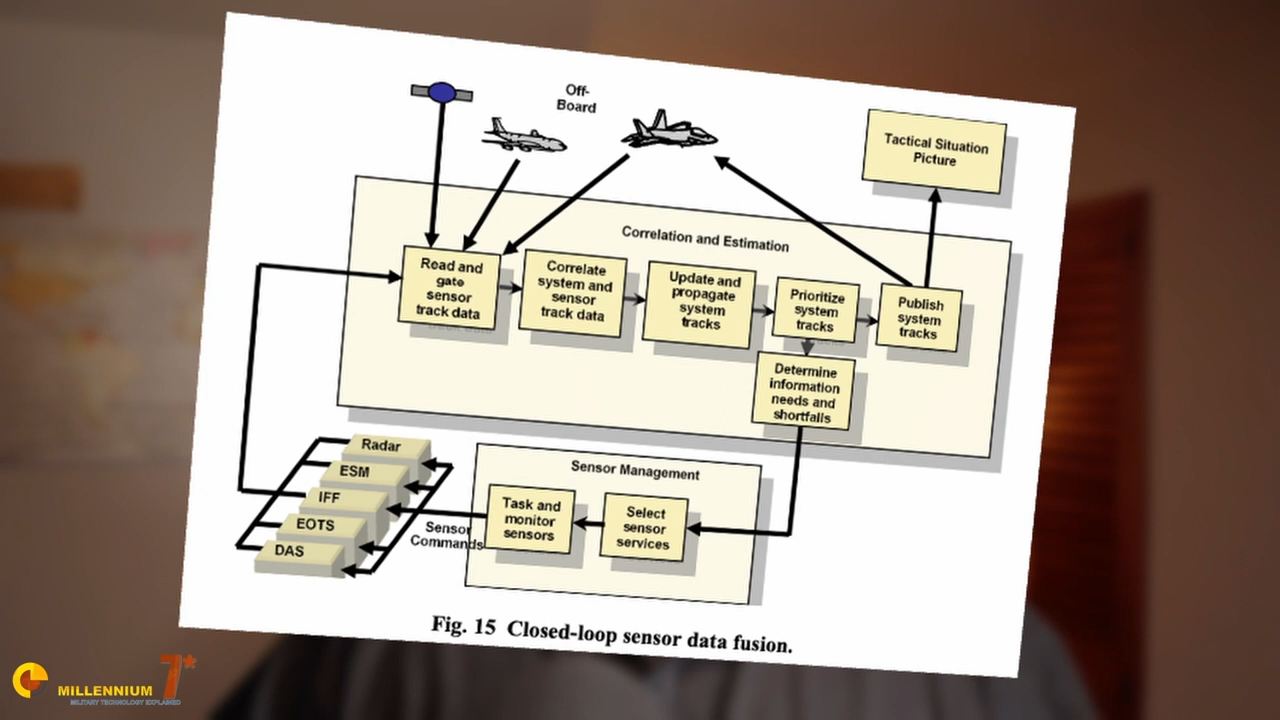 Off-
Board
Tactical Situation
Picture
Correlation and Estimation
Read and
gate
sensor
track data
Correlate
system and
sensor
track data
Update and
propagate
system
tracks
Prioritize
system
tracks
Publish
system
tracks
Determine
information
needs and
shortfalls
Radar
ESM
IFF
EOTS
DAS
Sensor
Commands
Sensor Management
Task and
monitor
sensors
Select
sensor
services
Fig. 15 Closed-loop sensor data fusion.
MILLENNIUM 7*
MILITARY TECHNOLOGY EXPLAINED